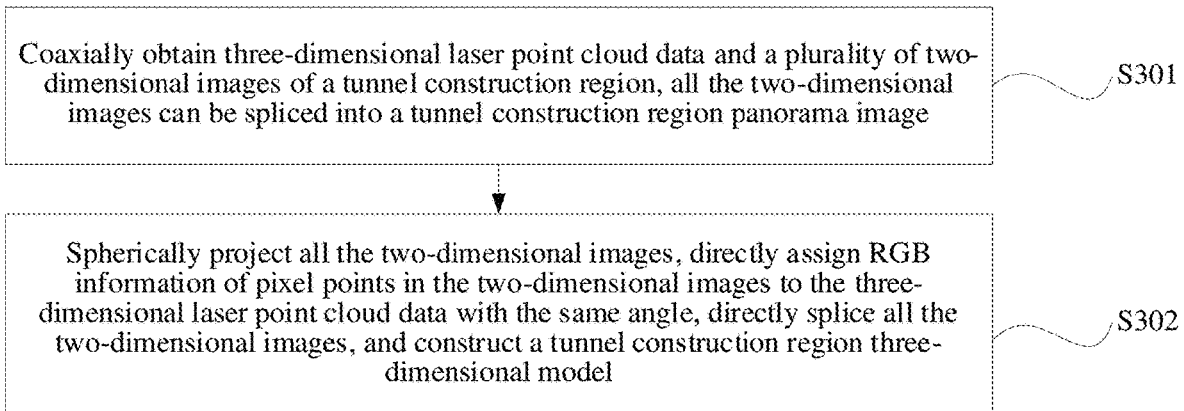 Coaxially obtain three-dimensional laser point cloud data and a plurality of two-
dimensional images of a tunnel construction region, all the two-dimensional
images can be spliced into a tunnel construction region panorama image
S301
Spherically project all the two-dimensional images, directly assign RGB
information of pixel points in the two-dimensional images to the three-
dimensional laser point cloud data with the same angle, directly splice all the
two-dimensional images, and construct a tunnel construction region three-
dimensional model
S302